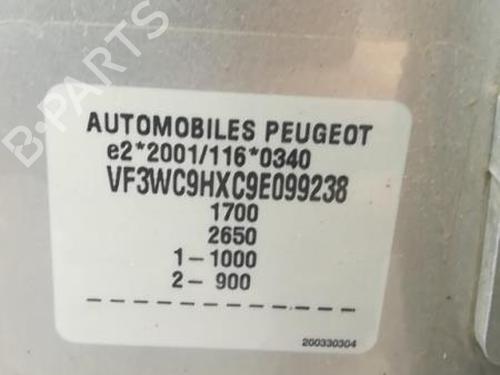 B-PARTS
AUTOMOBILES PEUGEOT
e2*2001/116*0340
VF3WC9HXC9E099238
1700
2650
1-1000
2-900
200330304